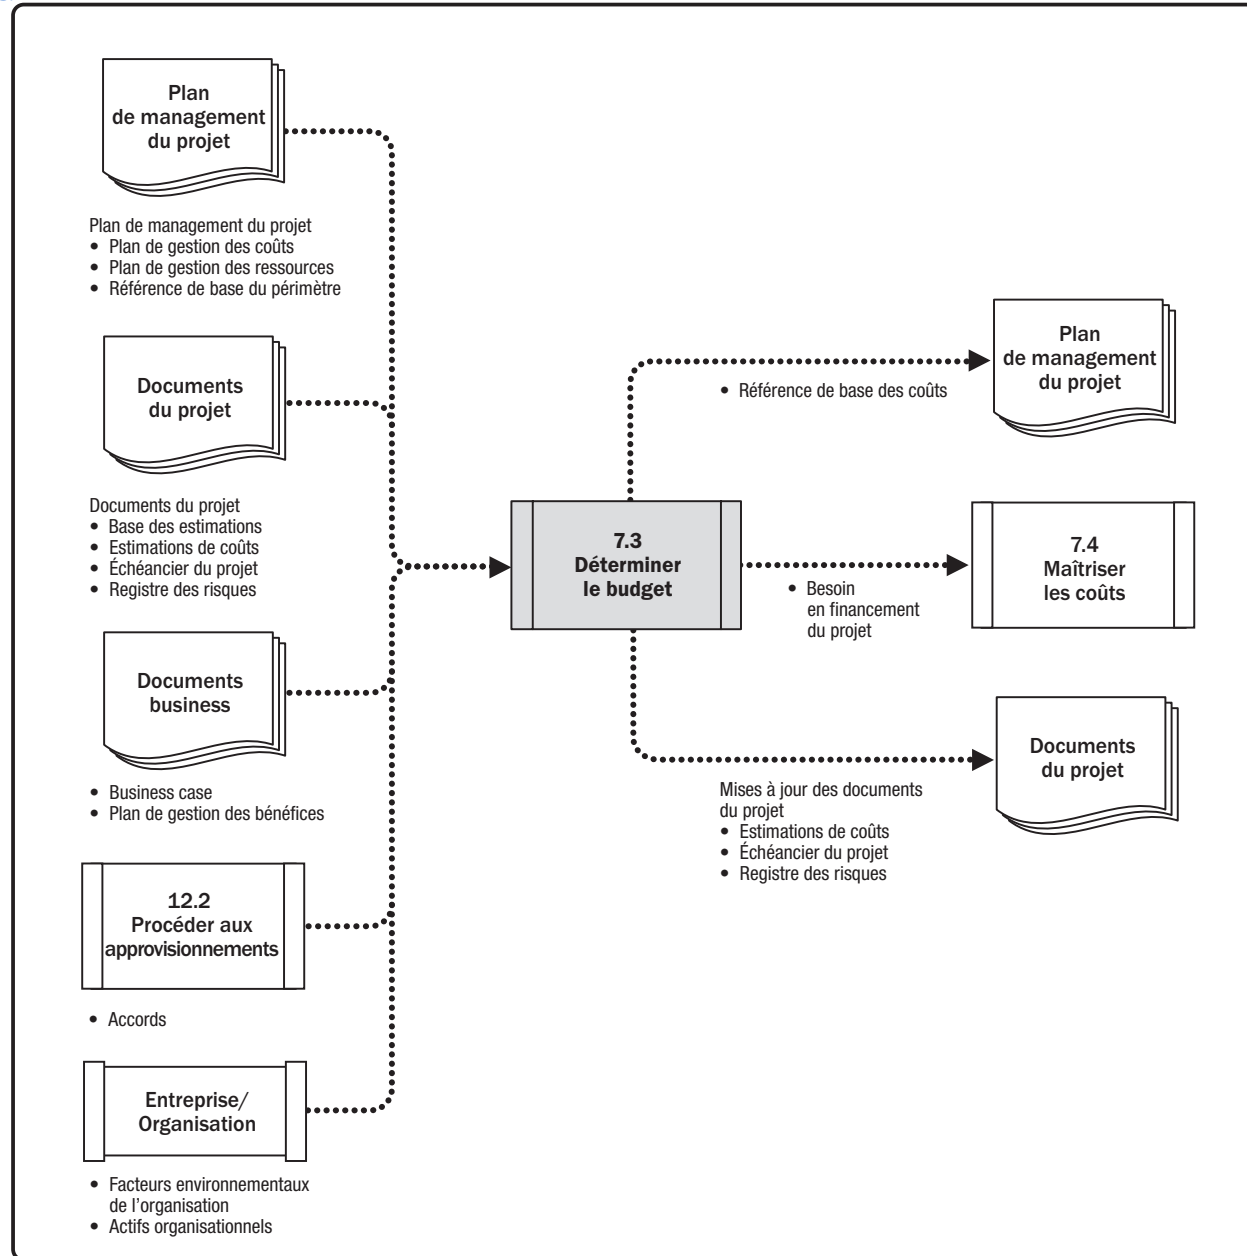 Plan
de management
du projet
Plan de management du projet
• Plan de gestion des coûts
• Plan de gestion des ressources
• Référence de base du périmètre
Documents
du projet
Documents du projet
• Base des estimations
• Estimations de coûts
• Échéancier du projet
• Registre des risques
Documents
business
• Business case
• Plan de gestion des bénéfices
12.2
Procéder aux
approvisionnements
• Accords
Entreprise/
Organisation
• Facteurs environnementaux
de l'organisation
• Actifs organisationnels
7.3
Déterminer
le budget
• Référence de base des coûts
Plan
de management
du projet
• Besoin
en financement
du projet
7.4
Maîtriser
les coûts
Mises à jour des documents
du projet
• Estimations de coûts
• Échéancier du projet
• Registre des risques
Documents
du projet